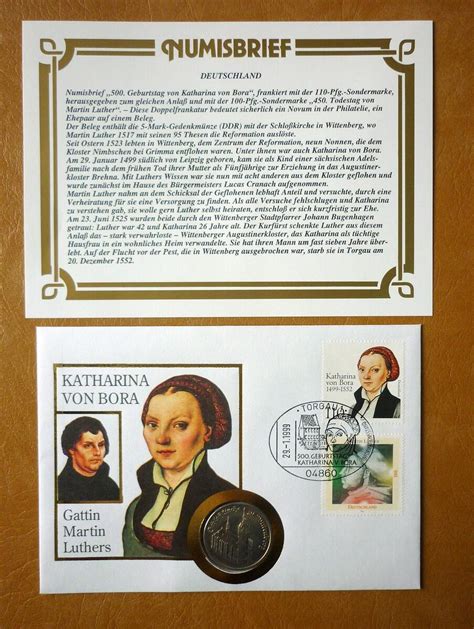 NUMISBRIEF
DEUTSCHLAND
Numisbrief „500. Geburtstag von Katharina von Bora“, frankiert mit der 110-Pfg.-Sondermarke,
herausgegeben zum gleichen Anlaß und mit der 100-Pfg.-Sondermarke „450. Todestag von
Martin Luther“ – Diese Doppelfrankatur bedeutet sicherlich ein Novum in der Philatelie, ein
Ehepaar auf einem Beleg.
Der Beleg enthält die 5-Mark-Gedenkmünze (DDR) mit der Schloßkirche in Wittenberg, wo
Martin Luther 1517 mit seinen 95 Thesen die Reformation auslöste.
Seit Ostern 1523 lebten in Wittenberg, dem Zentrum der Reformation, neun Nonnen, die dem
Kloster Nimbschen bei Grimma entflohen waren. Unter ihnen war auch Katharina von Bora.
Am 29. Januar 1499 südlich von Leipzig geboren, kam sie als Kind einer sächsischen Adels-
familie nach dem frühen Tod ihrer Mutter als Fünfjährige zur Erziehung in das Augustiner-
kloster Brehna. Mit Luthers Wissen war sie nun mit acht anderen aus dem Kloster geflohen und
wurde zunächst im Hause des Bürgermeisters Lucas Cranach aufgenommen.
Martin Luther nahm an dem Schicksal der Geflohenen lebhaft Anteil und versuchte, durch eine
Verheiratung für sie eine Versorgung zu finden. Als alle Versuche fehlschlugen und Katharina
zu verstehen gab, sie wolle gern Luther selbst heiraten, entschloß er sich kurzfristig zur Ehe.
Am 23. Juni 1525 wurden beide durch den Wittenberger Stadtpfarrer Johann Bugenhagen
getraut: Luther war 42 und Katharina 26 Jahre alt. Der Kurfürst schenkte Luther aus diesem
Anlaß das – stark verwahrloste – Wittenberger Augustinerkloster, das Katharina als tüchtige
Hausfrau in ein wohnliches Heim verwandelte. Sie hat ihren Mann um fast sieben Jahre über-
lebt. Auf der Flucht vor der Pest, die in Wittenberg ausgebrochen war, starb sie in Torgau am
20. Dezember 1552.
KATHARINA
VON BORA
Gattin
Martin
Luthers
Katharina
von Bora
1499-1552
TORGAU
29.-1.1999
500. GEBURTSTAG
KATHARINA V. BORA
04860
DEUTSCHLAND